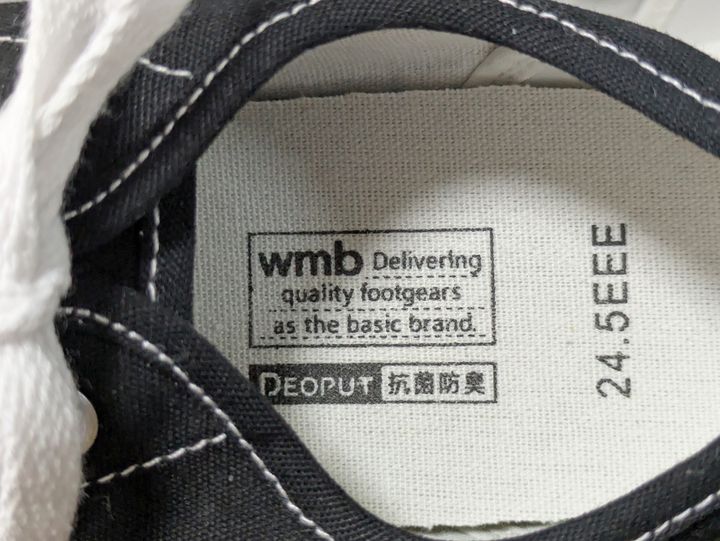 wmb Delivering
quality footgears
as the basic brand.
DEOPUT 抗菌防臭
24.5EEE